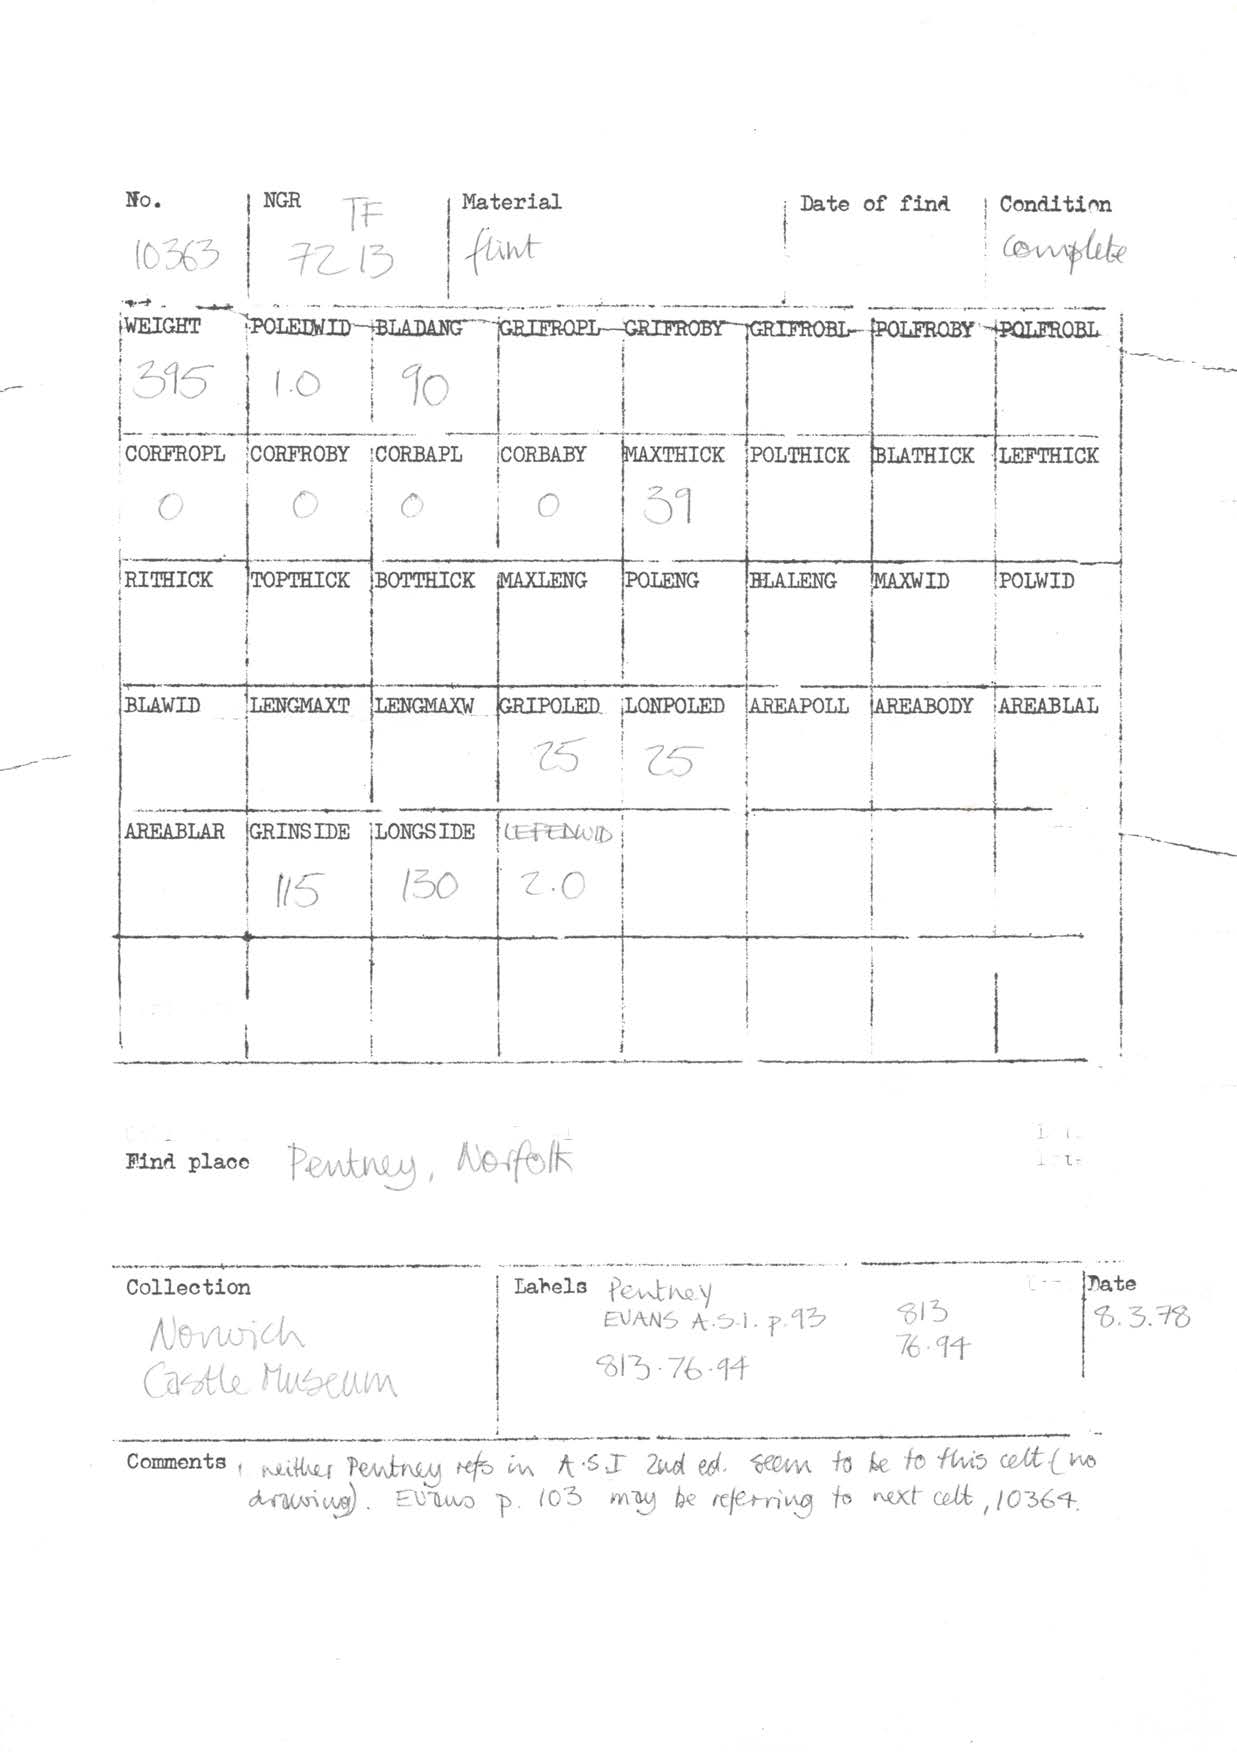 No. NGR TF Material Date of find Condition
10363 72 13 flint complete
WEIGHT POLEDWID BLADANG GRIFROPL GRIFROBY GRIFROBL POLFROBY POLFROBL
395 1.0 90
CORFROPL CORFROBY CORBAPL CORBABY MAXTHICK POLTHICK BLATHICK LEFTHICK
0 0 0 0 39
RITHICK TOPTHICK BOTTHICK MAXLENG POLENG BLALENG MAXWID POLWID
BLAWID LENGMAXT LENGMAXW GRIPOLED LONPOLED AREAPOLL AREABODY AREABLAL
25 25
AREABLAR GRINSIDE LONGSIDE LEFEDWID
115 130 2.0
Find place Pentney, Norfolk
Collection Labels Pentney Date
Norwich EVANS A.S.I. p.93 813 8.3.78
Castle Museum 813.76.94 76.94
Comments , neither Pentney refs in A.S.I 2nd ed. seem to be to this celt (no
drawing). Evans p. 103 may be referring to next celt, 10364.